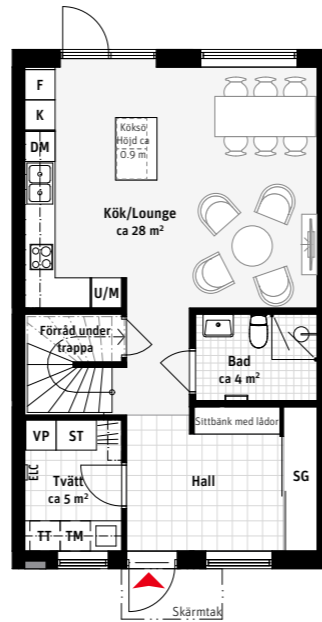 F
K
Köksö
Höjd ca
0.9 m
DM
Kök/Lounge
ca 28 m²
U/M
Förråd under
trappa
Bad
ca 4 m²
Sittbänk med lådor
VP
ST
ELC
Tvätt
ca 5 m²
Hall
SG
TT
TM
Skärmtak